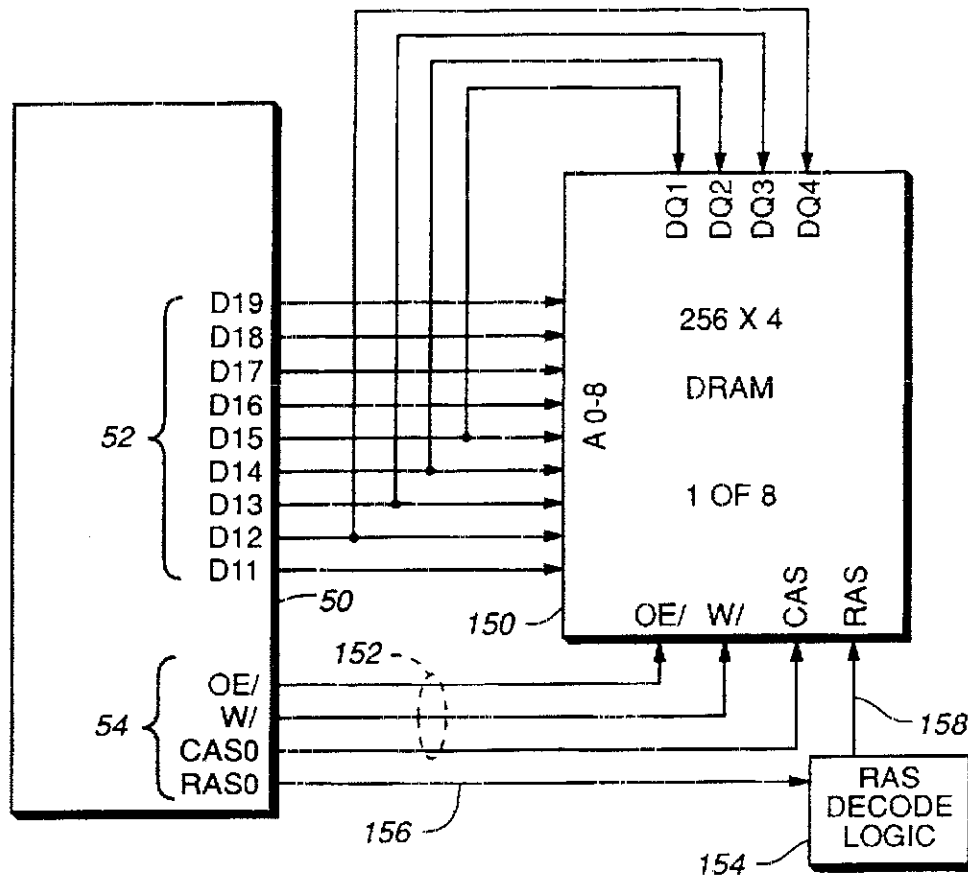 DQ1
DQ2
DQ3
DQ4
D19
D18
D17
D16
D15
D14
D13
D12
D11
52
256 X 4
DRAM
1 OF 8
A 0-8
50
150
OE/
W/
CAS
RAS
152
OE/
W/
CAS0
RAS0
54
156
158
RAS
DECODE
LOGIC
154